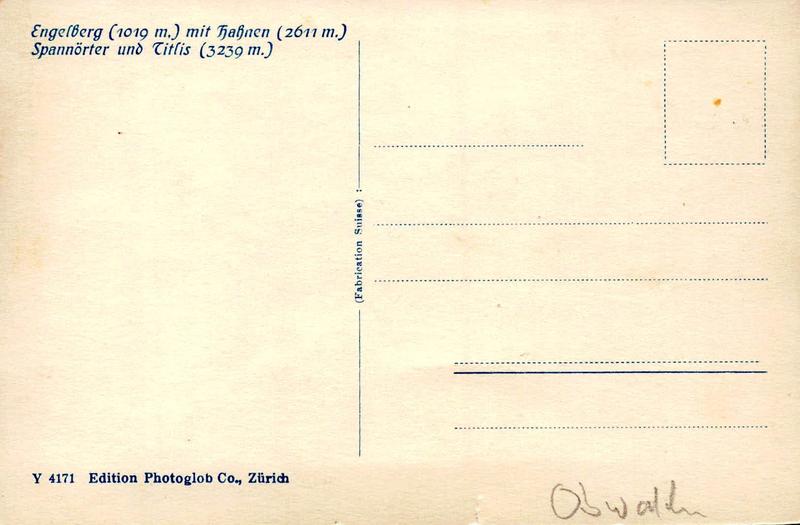 Engelberg (1019 m.) mit Hahnen (2611 m.)
Spannörter und Titlis (3239 m.)
(Fabrication Suisse) :
Y 4171 Edition Photoglob Co., Zürich
Obwalden